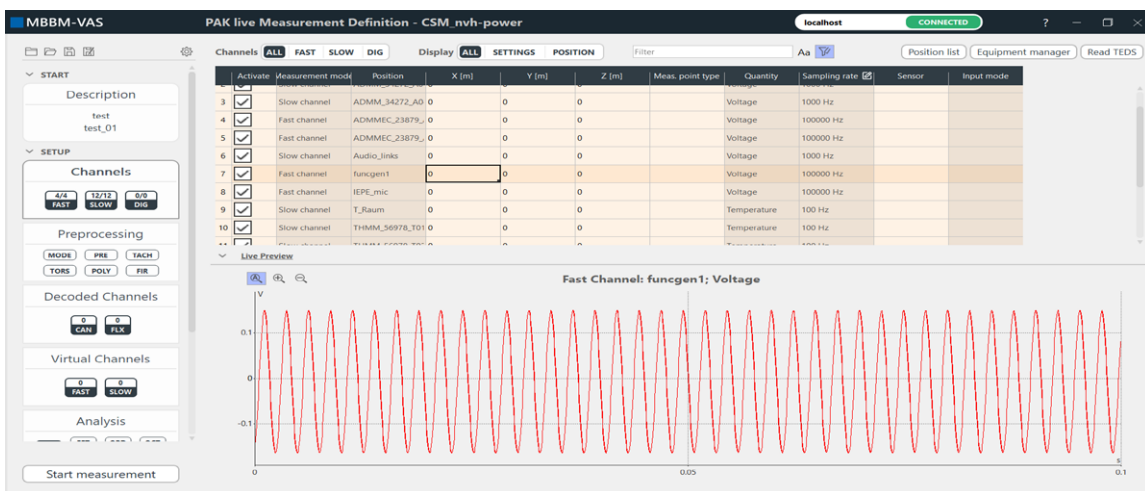 MBBM-VAS PAK live Measurement Definition - CSM_nvh-power localhost CONNECTED ?
Channels ALL FAST SLOW DIG Display ALL SETTINGS POSITION Filter Aa Position list Equipment manager Read TEDS
START
Description
test
test_01
SETUP
Channels
4/4 FAST 12/12 SLOW 0/0 DIG
Preprocessing
MODE PRE TACH
TORS POLY FIR
Decoded Channels
0 CAN 0 FLX
Virtual Channels
0 FAST 0 SLOW
Analysis
Start measurement
Activate Measurement mode Position X [m] Y [m] Z [m] Meas. point type Quantity Sampling rate Sensor Input mode
3 Slow channel ADMM_34272_A0 0 0 0 Voltage 1000 Hz
4 Fast channel ADMMEC_23879_ 0 0 0 Voltage 100000 Hz
5 Fast channel ADMMEC_23879_ 0 0 0 Voltage 100000 Hz
6 Slow channel Audio_links 0 0 0 Voltage 1000 Hz
7 Fast channel funcgen1 0 0 0 Voltage 100000 Hz
8 Fast channel IEPE_mic 0 0 0 Voltage 100000 Hz
9 Slow channel T_Raum 0 0 0 Temperature 100 Hz
10 Slow channel THMM_56978_T01 0 0 0 Temperature 100 Hz
Live Preview
Fast Channel: funcgen1; Voltage
V
0.1
0
-0.1
s
0 0.05 0.1